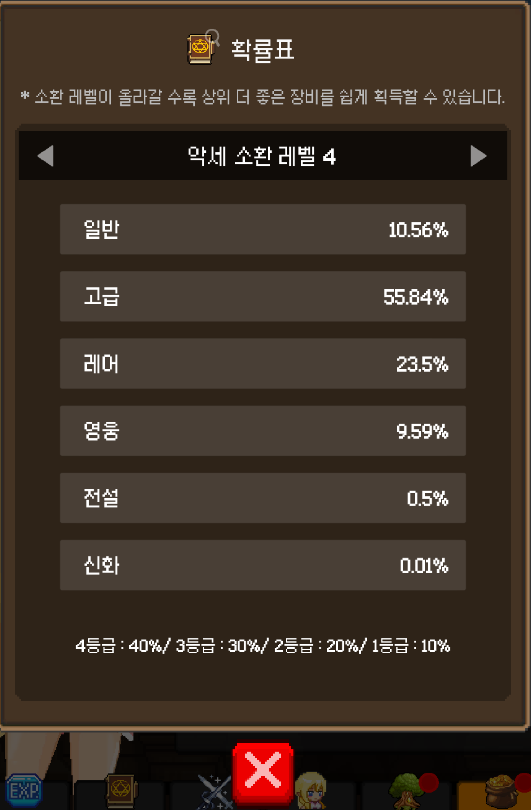 확률표
* 소환 레벨이 올라갈 수록 상위 더 좋은 장비를 쉽게 획득할 수 있습니다.
악세 소환 레벨 4
일반 10.56%
고급 55.84%
레어 23.5%
영웅 9.59%
전설 0.5%
신화 0.01%
4등급 : 40%/ 3등급 : 30%/ 2등급 : 20%/ 1등급 : 10%
EXP